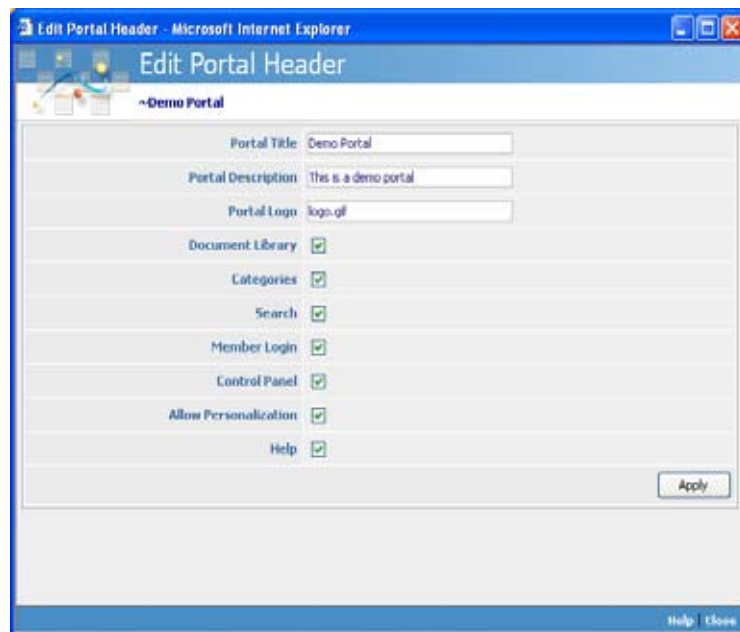 Edit Portal Header - Microsoft Internet Explorer
Edit Portal Header
~Demo Portal
Portal Title Demo Portal
Portal Description This is a demo portal
Portal Logo logo.gif
Document Library
Categories
Search
Member Login
Control Panel
Allow Personalization
Help
Apply
Help | Close